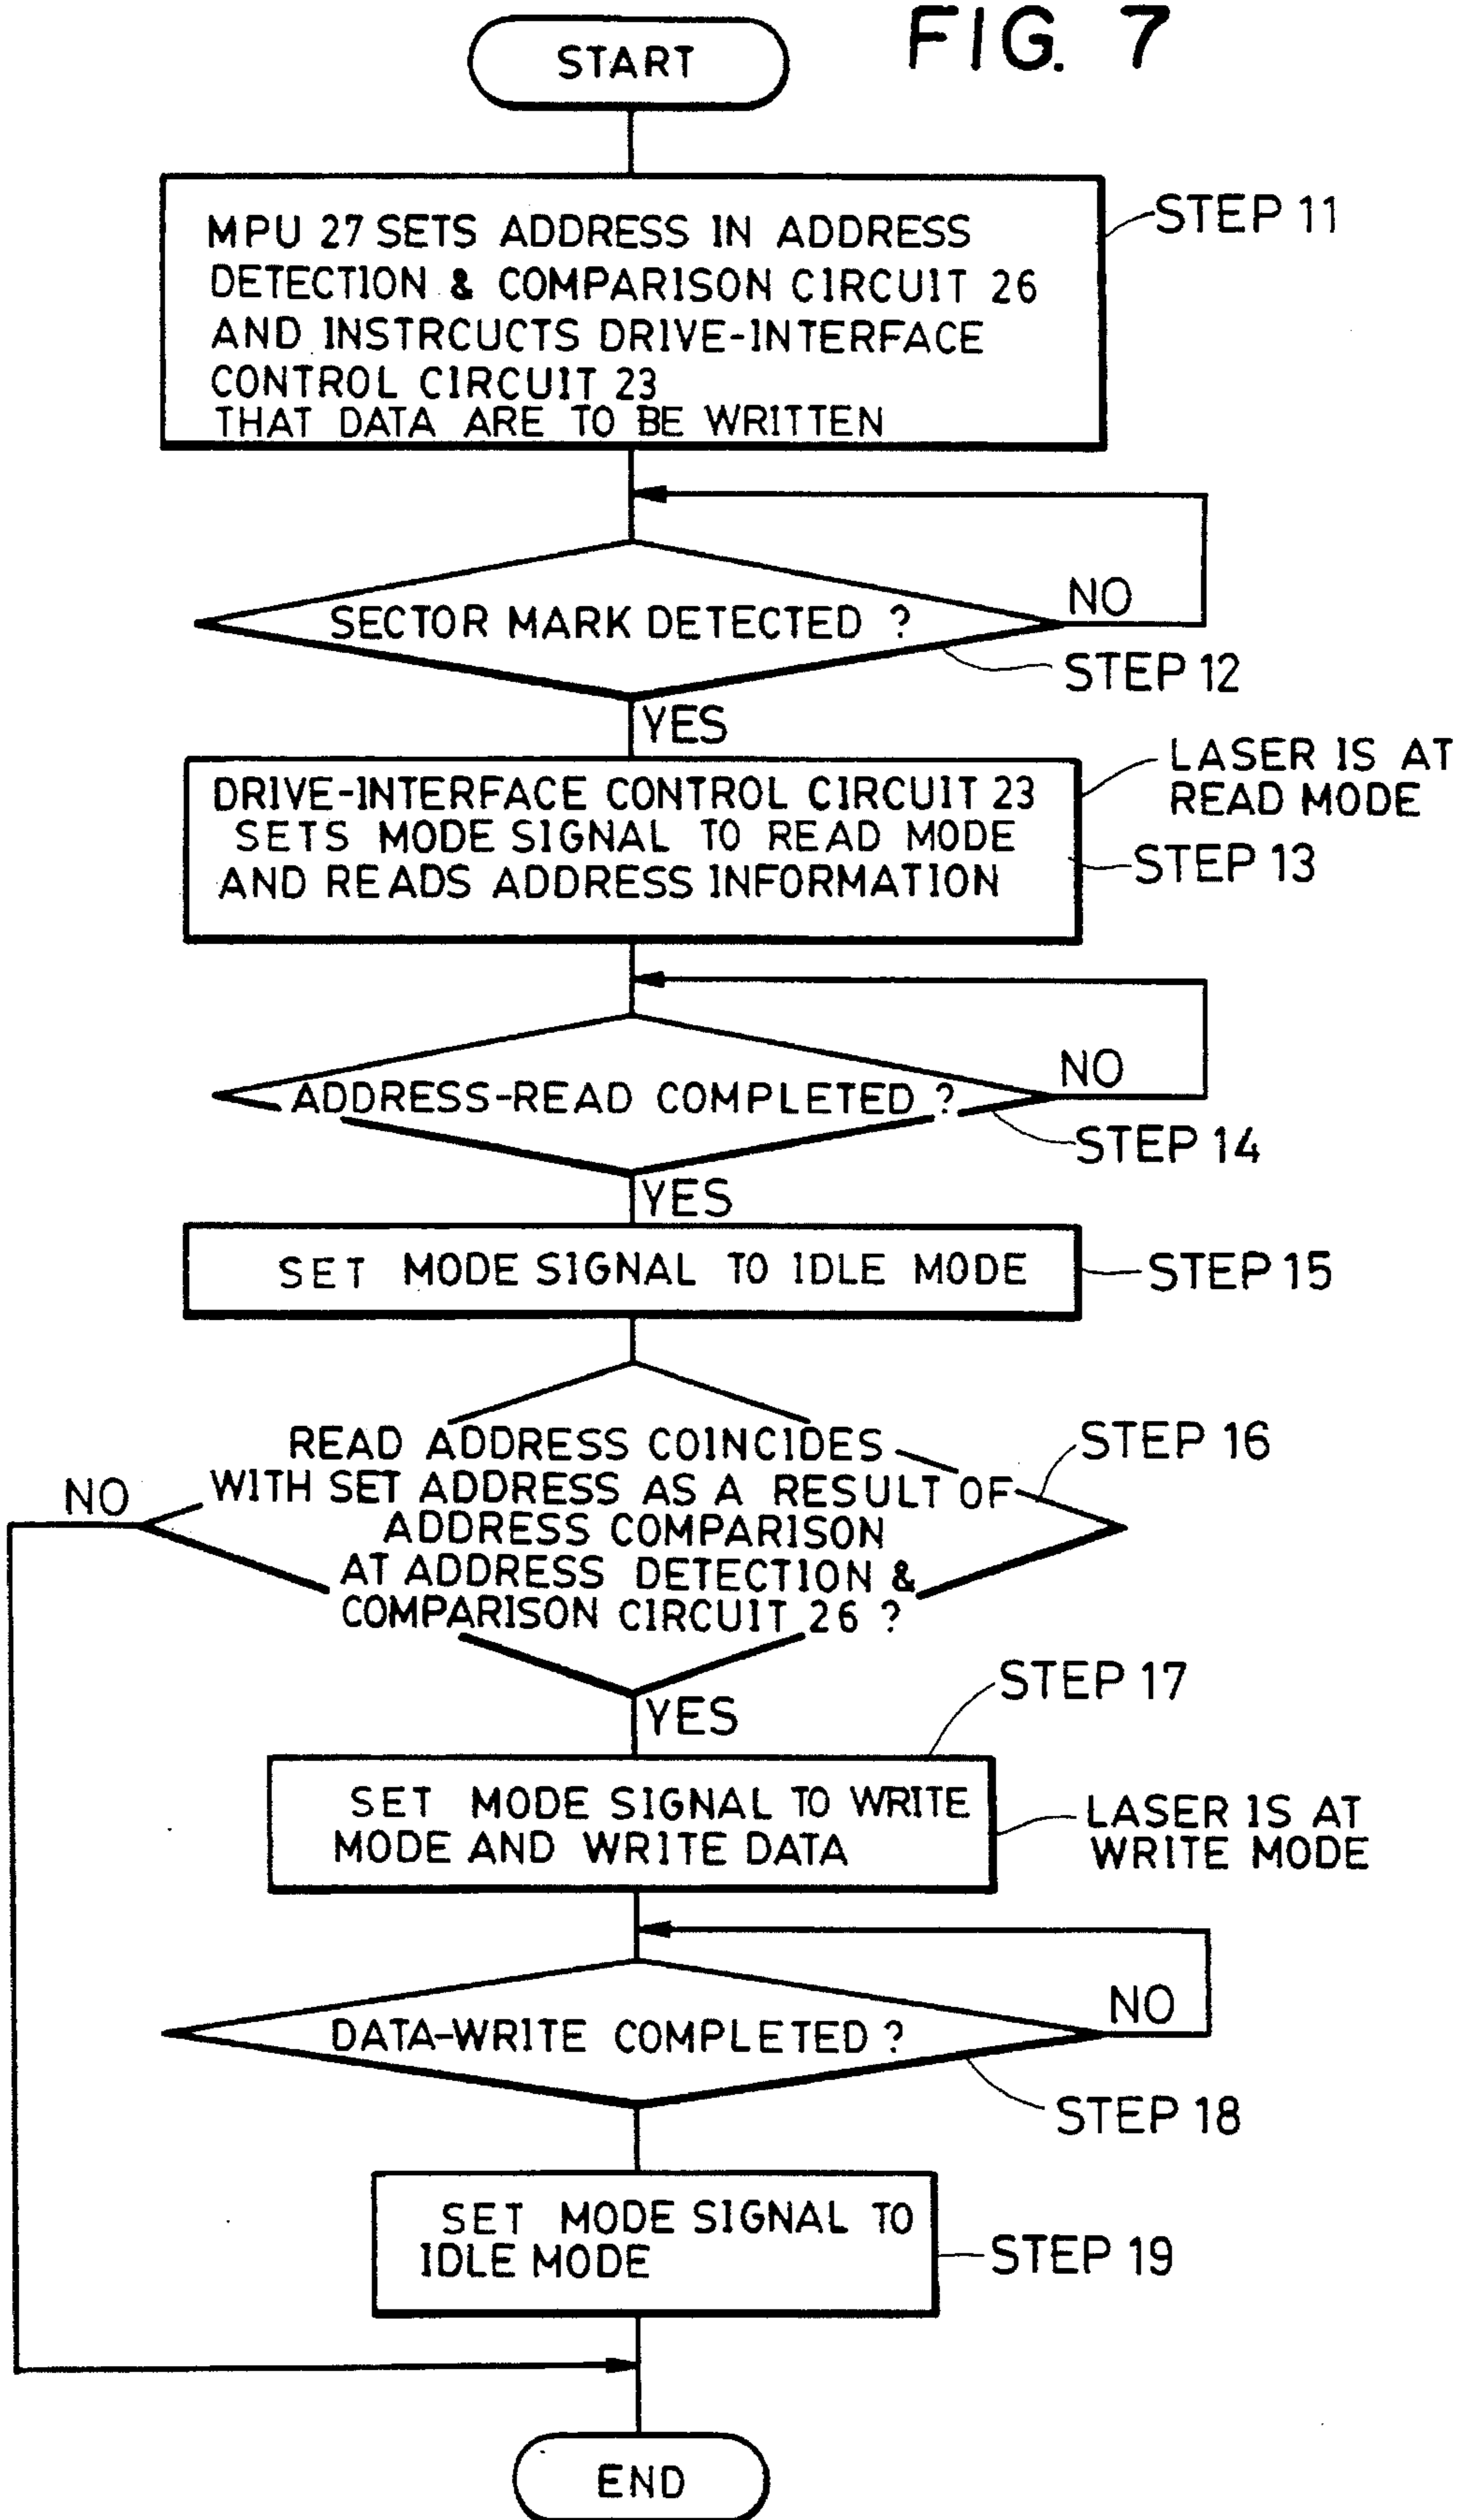 FIG. 7
START
MPU 27 SETS ADDRESS IN ADDRESS
DETECTION & COMPARISON CIRCUIT 26
AND INSTRCUCTS DRIVE-INTERFACE
CONTROL CIRCUIT 23
THAT DATA ARE TO BE WRITTEN
STEP 11
SECTOR MARK DETECTED ?
NO
STEP 12
YES
DRIVE-INTERFACE CONTROL CIRCUIT 23
SETS MODE SIGNAL TO READ MODE
AND READS ADDRESS INFORMATION
LASER IS AT
READ MODE
STEP 13
ADDRESS-READ COMPLETED ?
NO
STEP 14
YES
SET MODE SIGNAL TO IDLE MODE
STEP 15
READ ADDRESS COINCIDES
WITH SET ADDRESS AS A RESULT OF
ADDRESS COMPARISON
AT ADDRESS DETECTION &
COMPARISON CIRCUIT 26 ?
STEP 16
NO
YES
STEP 17
SET MODE SIGNAL TO WRITE
MODE AND WRITE DATA
LASER IS AT
WRITE MODE
DATA-WRITE COMPLETED ?
NO
STEP 18
SET MODE SIGNAL TO
IDLE MODE
STEP 19
END